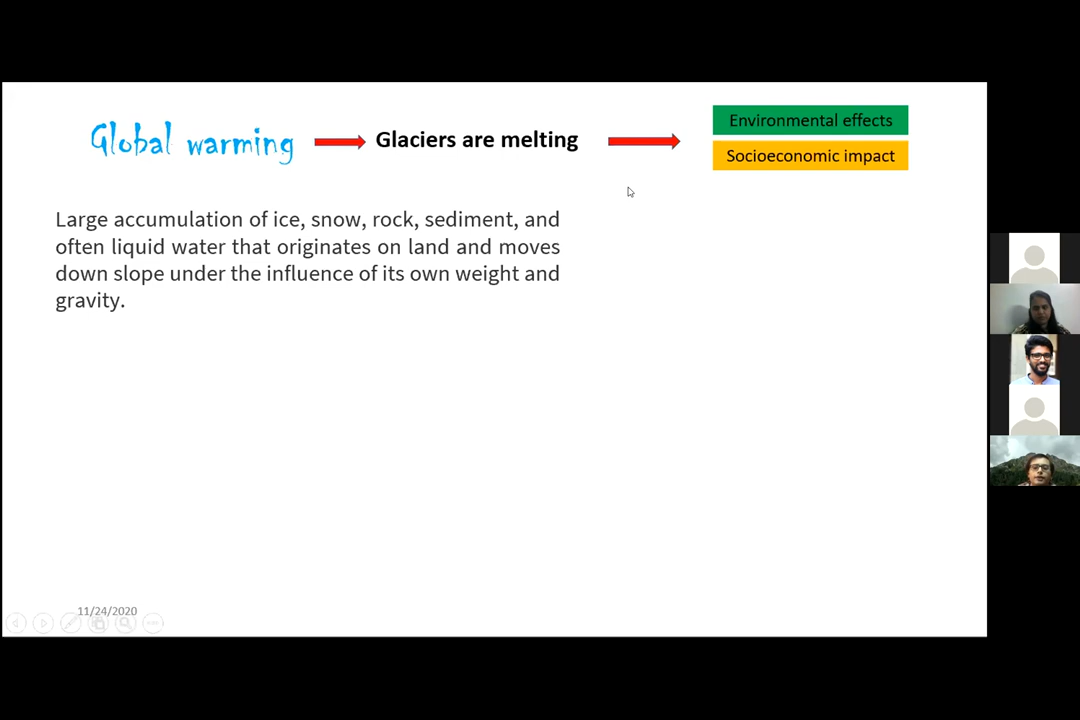 Global warming
Glaciers are melting
Environmental effects
Socioeconomic impact
Large accumulation of ice, snow, rock, sediment, and
often liquid water that originates on land and moves
down slope under the influence of its own weight and
gravity.
11/24/2020